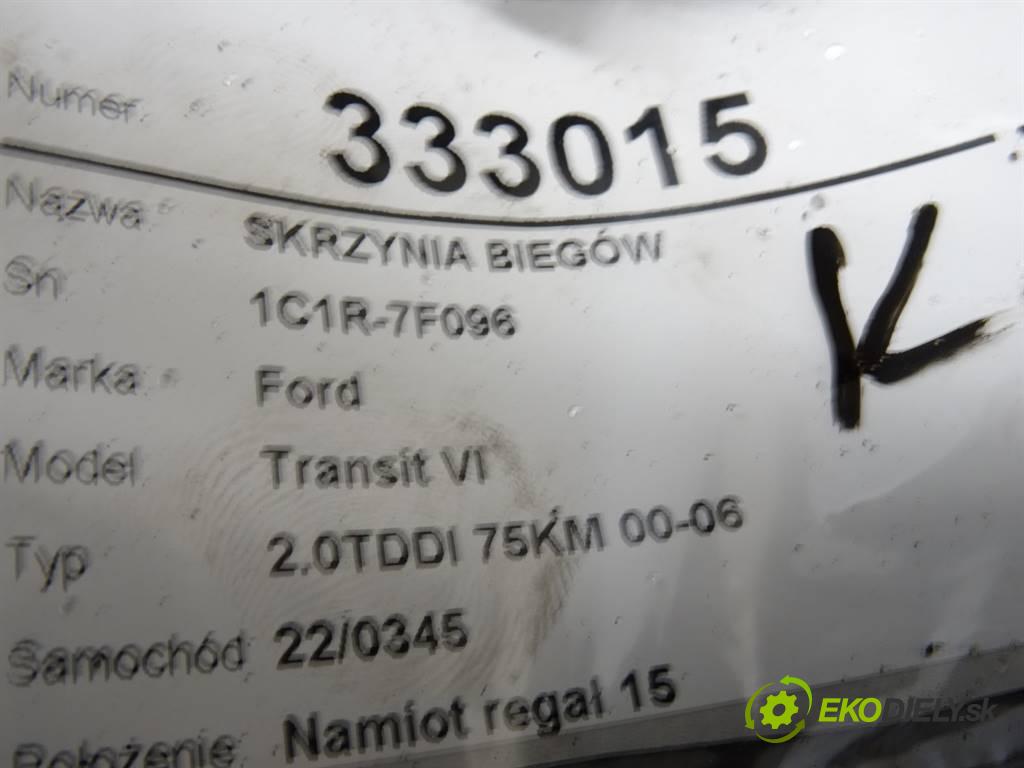 Numer 333015
Nazwa SKRZYNIA BIEGÓW
Sn 1C1R-7F096
Marka Ford
Model Transit VI
Typ 2.0TDDI 75KM 00-06
Samochód 22/0345
Położenie Namiot regał 15
K
EKODIELY.sk